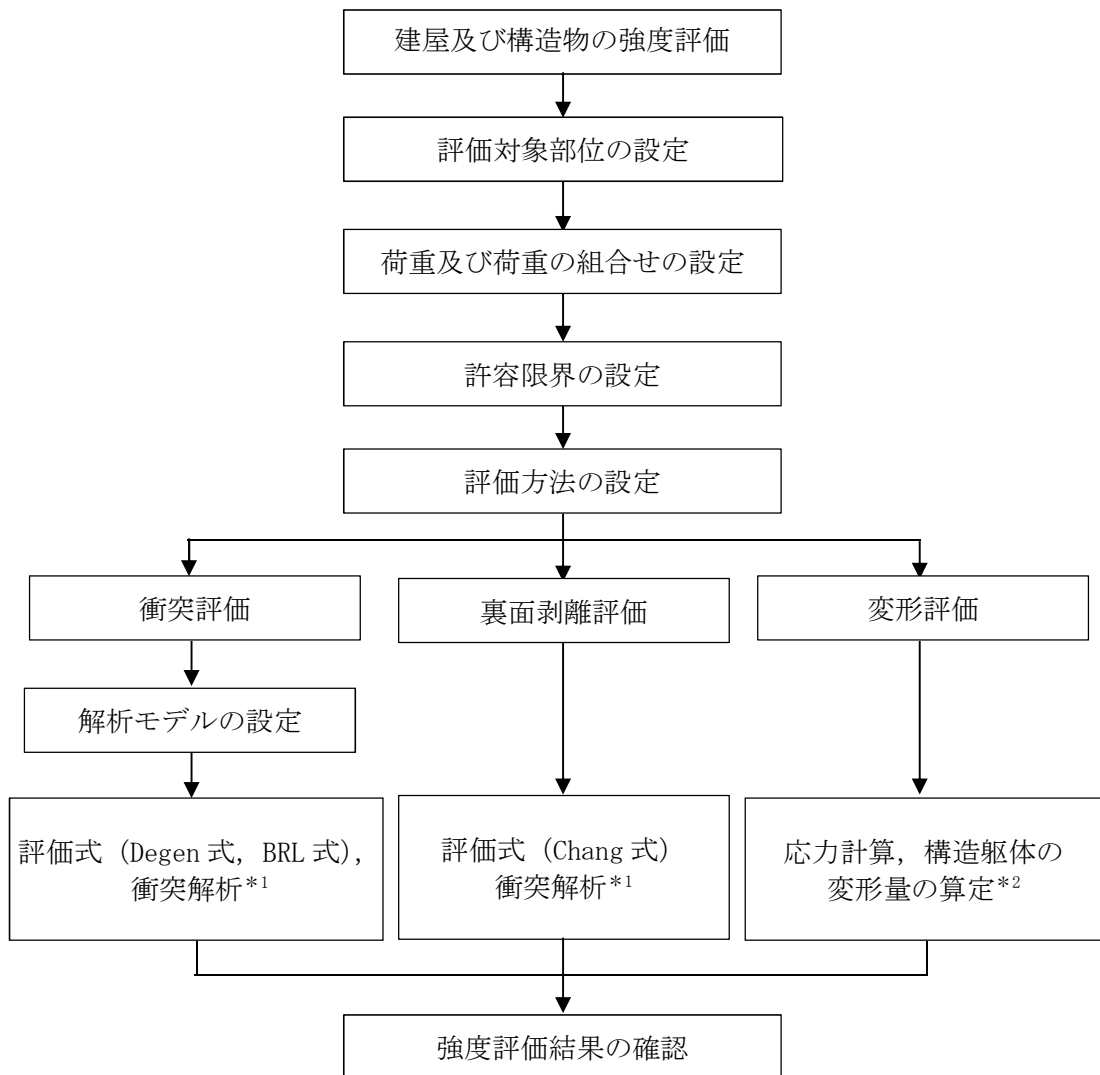 建屋及び構造物の強度評価
評価対象部位の設定
荷重及び荷重の組合せの設定
許容限界の設定
評価方法の設定
衝突評価
裏面剥離評価
変形評価
解析モデルの設定
評価式 (Degen 式, BRL 式),
衝突解析*1
評価式 (Chang 式)
衝突解析*1
応力計算, 構造躯体の
変形量の算定*2
強度評価結果の確認